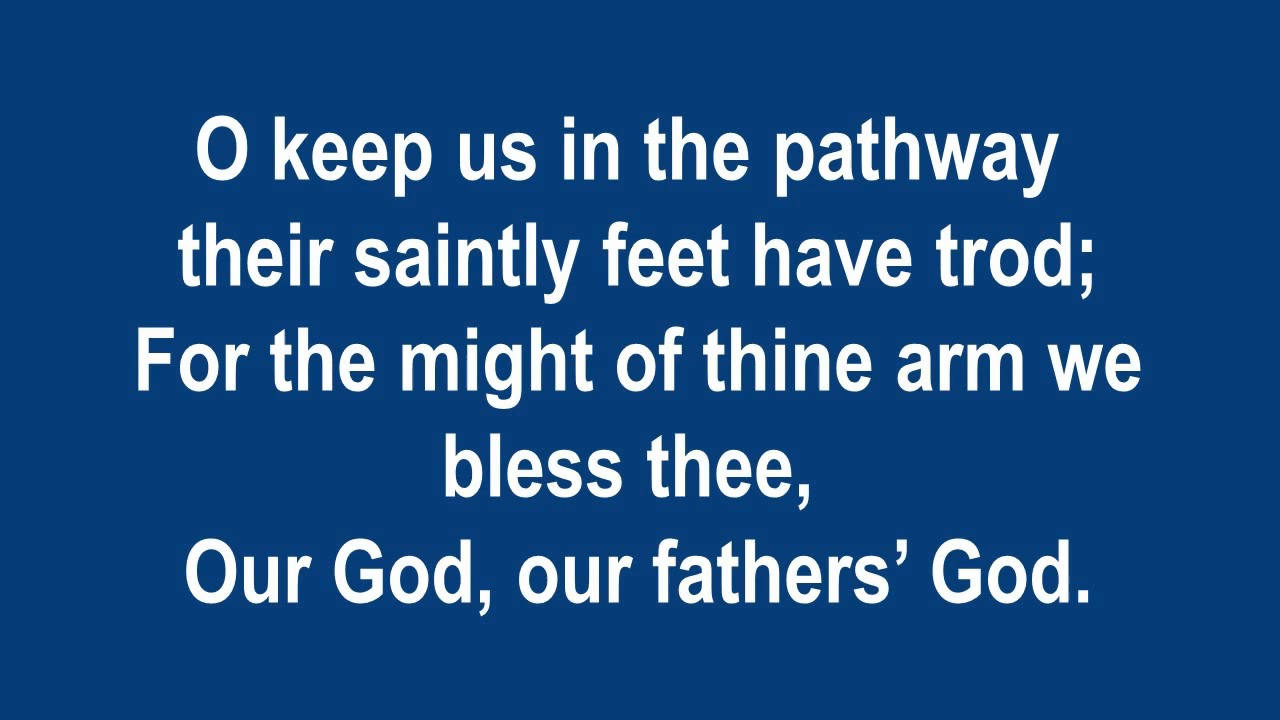 O keep us in the pathway
their saintly feet have trod;
For the might of thine arm we
bless thee,
Our God, our fathers’ God.